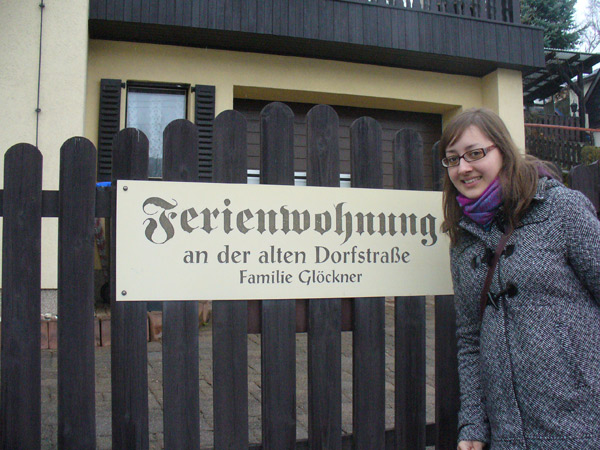 Ferienwohnung
an der alten Dorfstraße
Familie Glöckner